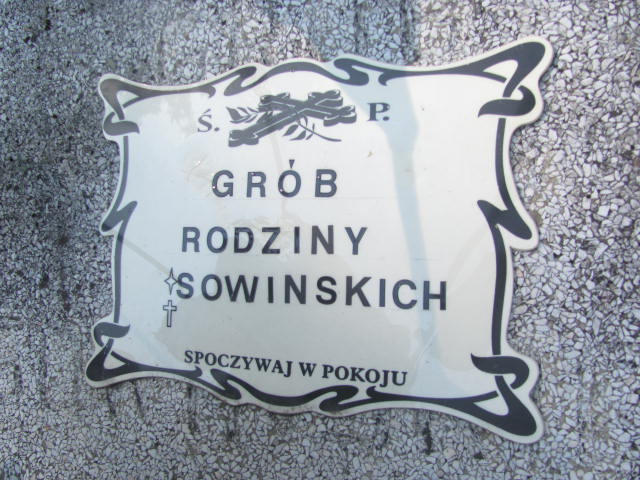 Ś. P.
GRÓB
RODZINY
SOWINSKICH
SPOCZYWAJ W POKOJU